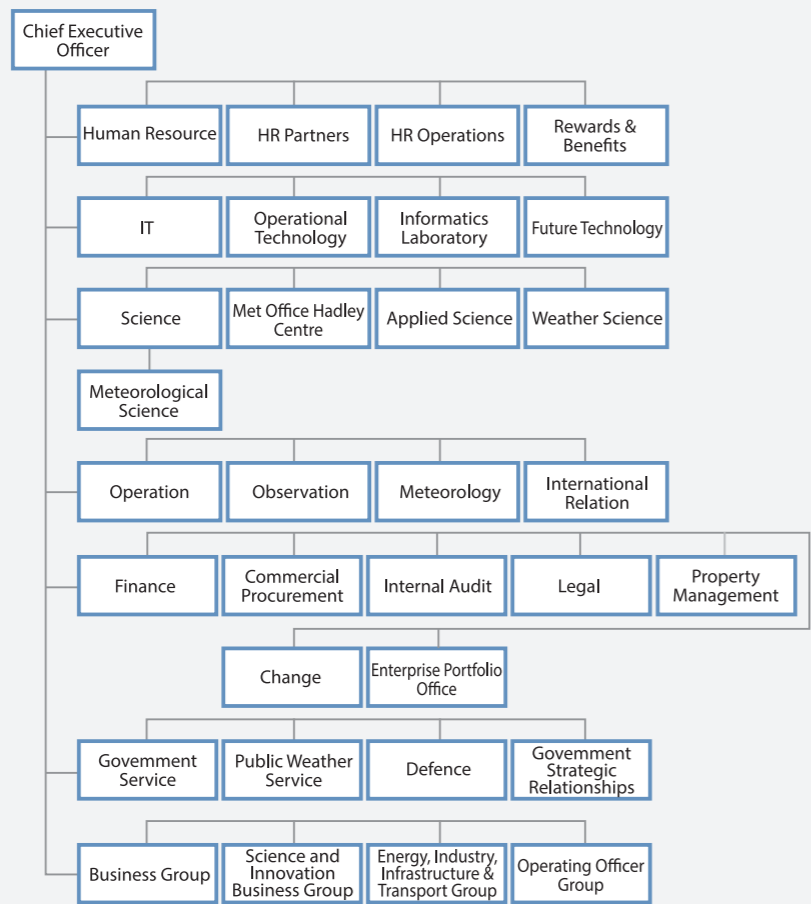 Chief Executive
Officer
Human Resource
HR Partners
HR Operations
Rewards &
Benefits
IT
Operational
Technology
Informatics
Laboratory
Future Technology
Science
Met Office Hadley
Centre
Applied Science
Weather Science
Meteorological
Science
Operation
Observation
Meteorology
International
Relation
Finance
Commercial
Procurement
Internal Audit
Legal
Property
Management
Change
Enterprise Portfolio
Office
Government
Service
Public Weather
Service
Defence
Government
Strategic
Relationships
Business Group
Science and
Innovation
Business Group
Energy, Industry,
Infrastructure &
Transport Group
Operating Officer
Group